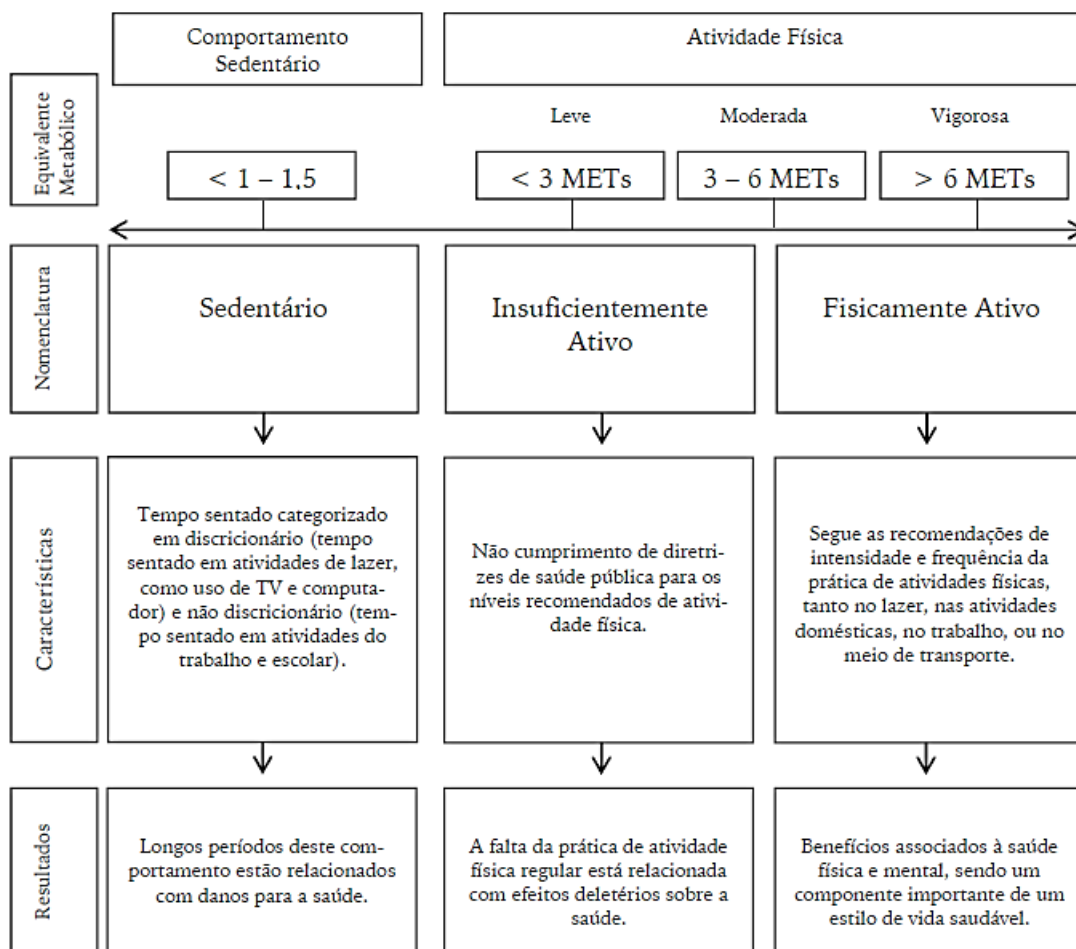 Comportamento
Sedentário
Atividade Física
Equivalente
Metabólico
Leve
Moderada
Vigorosa
< 1 – 1,5
< 3 METs
3 – 6 METs
> 6 METs
Nomenclatura
Sedentário
Insuficientemente
Ativo
Fisicamente Ativo
Características
Tempo sentado categorizado
em discricionário (tempo
sentado em atividades de lazer,
como uso de TV e computa-
dor) e não discricionário (tem-
po sentado em atividades do
trabalho e escolar).
Não cumprimento de diretri-
zes de saúde pública para os
níveis recomendados de ativi-
dade física.
Segue as recomendações de
intensidade e frequência da
prática de atividades físicas,
tanto no lazer, nas atividades
domésticas, no trabalho, ou no
meio de transporte.
Resultados
Longos períodos deste com-
portamento estão relacionados
com danos para a saúde.
A falta da prática de atividade
física regular está relacionada
com efeitos deletérios sobre a
saúde.
Benefícios associados à saúde
física e mental, sendo um
componente importante de um
estilo de vida saudável.